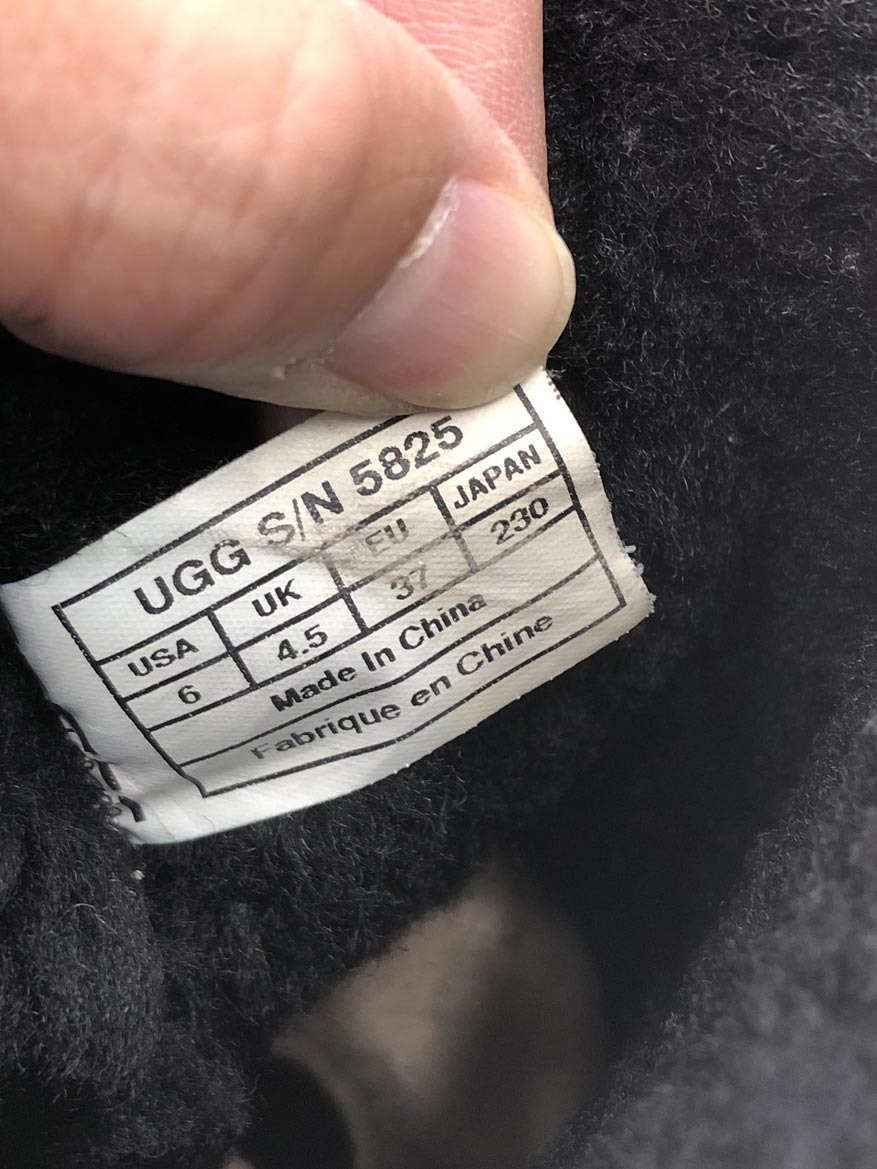 UGG S/N 5825
USA UK EU JAPAN
6 4.5 37 230
Made In China
Fabrique en Chine